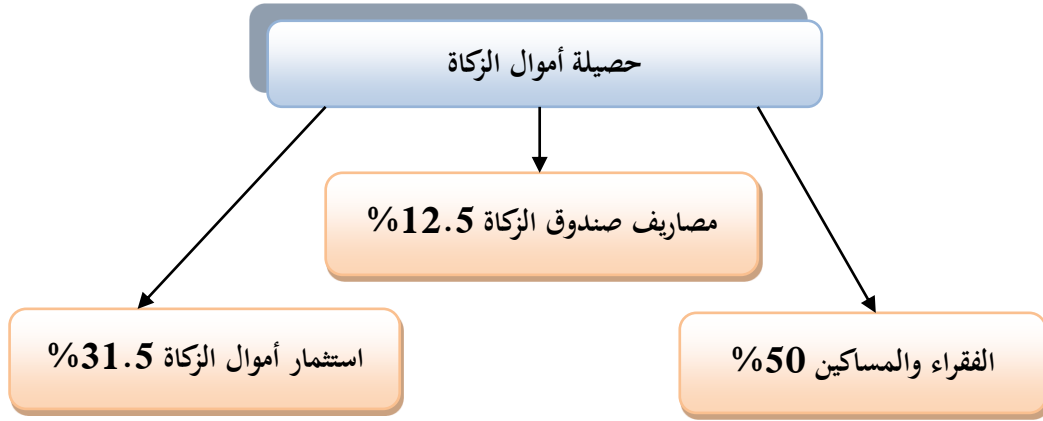 حصيلة أموال الزكاة
مصاريف صندوق الزكاة 12.5%
الفقراء والمساكين 50%
استثمار أموال الزكاة 31.5%